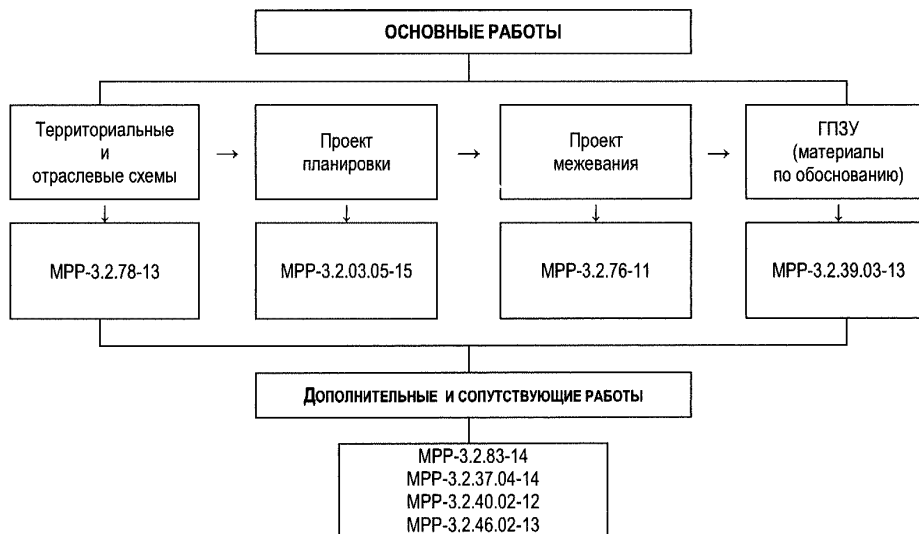 ОСНОВНЫЕ РАБОТЫ
Территориальные
и
отраслевые схемы
→
Проект
планировки
→
Проект
межевания
→
ГПЗУ
(материалы
по обоснованию)
↓
↓
↓
↓
МРР-3.2.78-13
МРР-3.2.03.05-15
МРР-3.2.76-11
МРР-3.2.39.03-13
ДОПОЛНИТЕЛЬНЫЕ И СОПУТСТВУЮЩИЕ РАБОТЫ
МРР-3.2.83-14
МРР-3.2.37.04-14
МРР-3.2.40.02-12
МРР-3.2.46.02-13